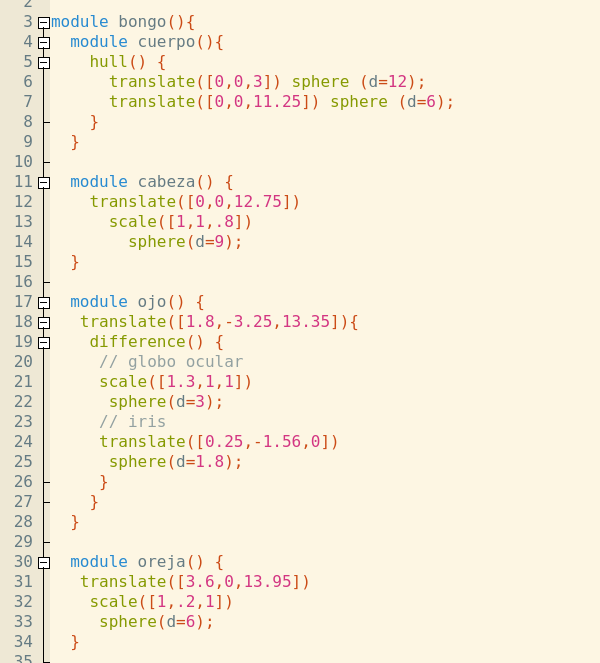 2
3 module bongo(){
4   module cuerpo(){
5     hull() {
6       translate([0,0,3]) sphere (d=12);
7       translate([0,0,11.25]) sphere (d=6);
8     }
9   }
10
11   module cabeza() {
12     translate([0,0,12.75])
13       scale([1,1,.8])
14         sphere(d=9);
15   }
16
17   module ojo() {
18    translate([1.8,-3.25,13.35]){
19     difference() {
20      // globo ocular
21      scale([1.3,1,1])
22       sphere(d=3);
23      // iris
24      translate([0.25,-1.56,0])
25       sphere(d=1.8);
26      }
27     }
28   }
29
30   module oreja() {
31    translate([3.6,0,13.95])
32     scale([1,.2,1])
33      sphere(d=6);
34   }
35